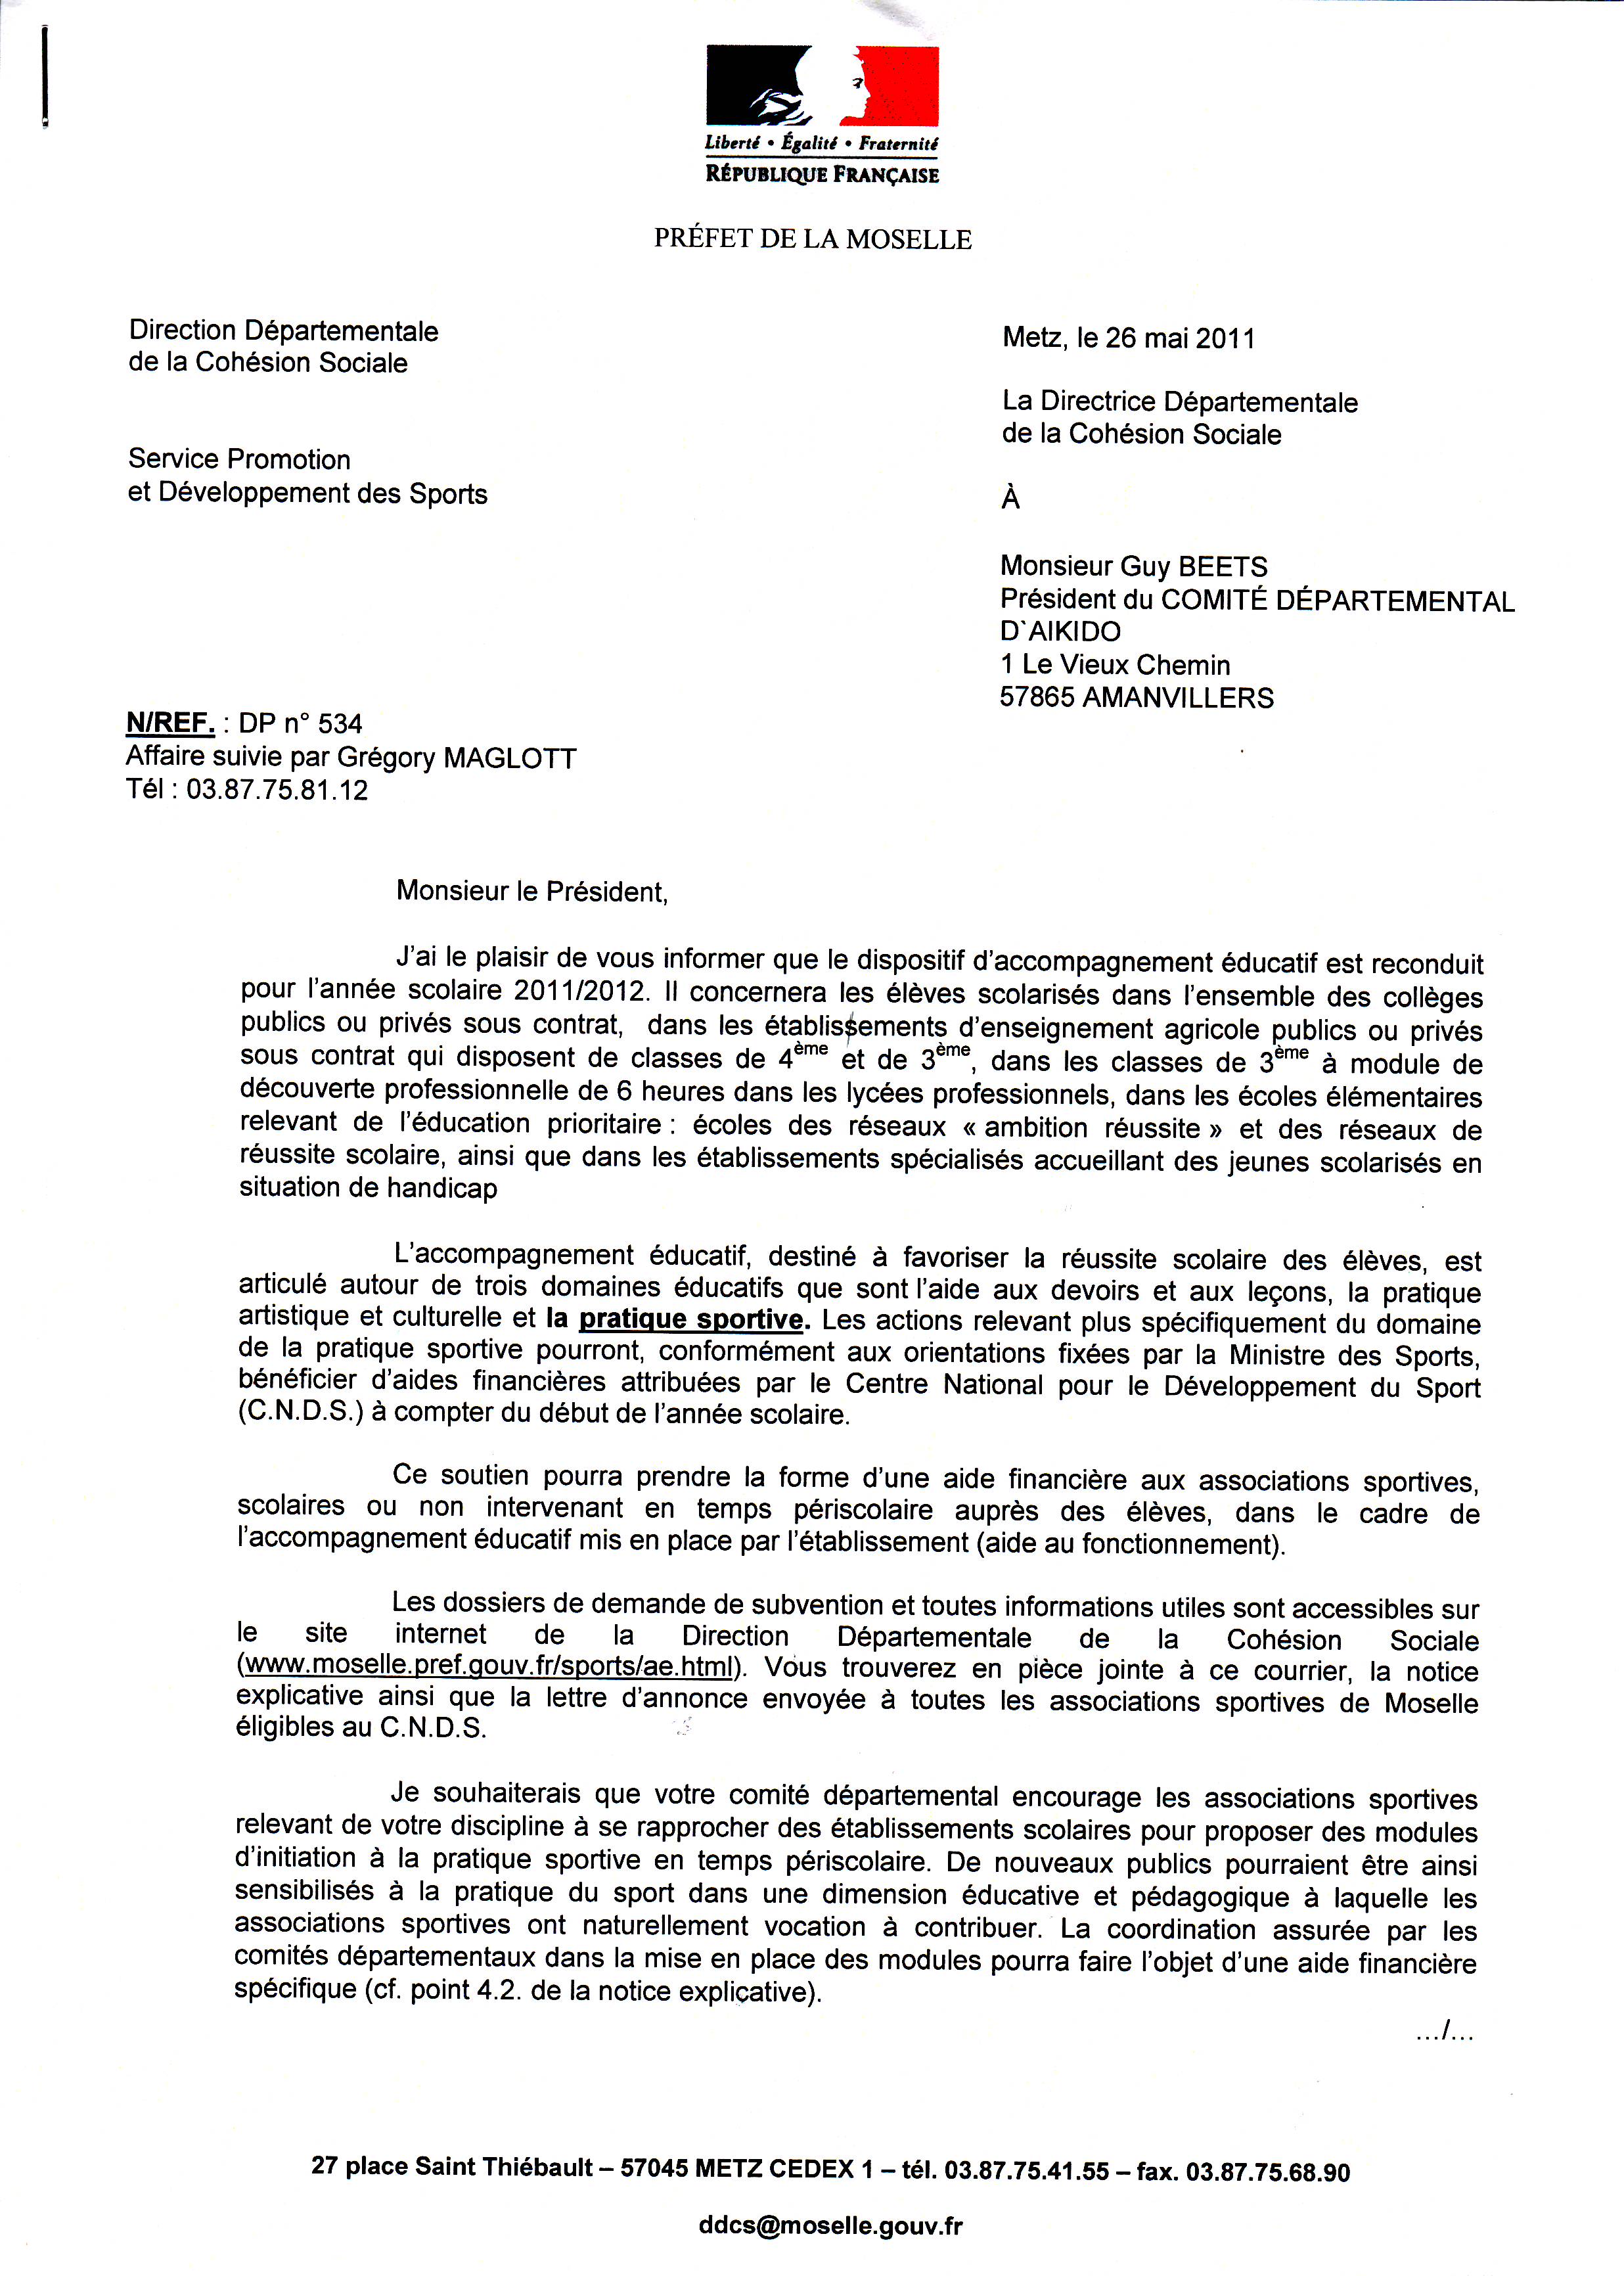 Liberté • Égalité • Fraternité
RÉPUBLIQUE FRANÇAISE
PRÉFET DE LA MOSELLE
Direction Départementale
de la Cohésion Sociale
Service Promotion
et Développement des Sports
N/REF. : DP n° 534
Affaire suivie par Grégory MAGLOTT
Tél : 03.87.75.81.12
Metz, le 26 mai 2011
La Directrice Départementale
de la Cohésion Sociale
À
Monsieur Guy BEETS
Président du COMITÉ DÉPARTEMENTAL
D`AIKIDO
1 Le Vieux Chemin
57865 AMANVILLERS
Monsieur le Président,
J'ai le plaisir de vous informer que le dispositif d'accompagnement éducatif est reconduit
pour l'année scolaire 2011/2012. Il concernera les élèves scolarisés dans l'ensemble des collèges
publics ou privés sous contrat, dans les établissements d'enseignement agricole publics ou privés
sous contrat qui disposent de classes de 4ème et de 3ème, dans les classes de 3ème à module de
découverte professionnelle de 6 heures dans les lycées professionnels, dans les écoles élémentaires
relevant de l'éducation prioritaire : écoles des réseaux « ambition réussite » et des réseaux de
réussite scolaire, ainsi que dans les établissements spécialisés accueillant des jeunes scolarisés en
situation de handicap
L'accompagnement éducatif, destiné à favoriser la réussite scolaire des élèves, est
articulé autour de trois domaines éducatifs que sont l'aide aux devoirs et aux leçons, la pratique
artistique et culturelle et la pratique sportive. Les actions relevant plus spécifiquement du domaine
de la pratique sportive pourront, conformément aux orientations fixées par la Ministre des Sports,
bénéficier d'aides financières attribuées par le Centre National pour le Développement du Sport
(C.N.D.S.) à compter du début de l'année scolaire.
Ce soutien pourra prendre la forme d'une aide financière aux associations sportives,
scolaires ou non intervenant en temps périscolaire auprès des élèves, dans le cadre de
l'accompagnement éducatif mis en place par l'établissement (aide au fonctionnement).
Les dossiers de demande de subvention et toutes informations utiles sont accessibles sur
le site internet de la Direction Départementale de la Cohésion Sociale
(www.moselle.pref.gouv.fr/sports/ae.html). Vous trouverez en pièce jointe à ce courrier, la notice
explicative ainsi que la lettre d'annonce envoyée à toutes les associations sportives de Moselle
éligibles au C.N.D.S.
Je souhaiterais que votre comité départemental encourage les associations sportives
relevant de votre discipline à se rapprocher des établissements scolaires pour proposer des modules
d'initiation à la pratique sportive en temps périscolaire. De nouveaux publics pourraient être ainsi
sensibilisés à la pratique du sport dans une dimension éducative et pédagogique à laquelle les
associations sportives ont naturellement vocation à contribuer. La coordination assurée par les
comités départementaux dans la mise en place des modules pourra faire l'objet d'une aide financière
spécifique (cf. point 4.2. de la notice explicative).
.../...
27 place Saint Thiébault – 57045 METZ CEDEX 1 – tél. 03.87.75.41.55 – fax. 03.87.75.68.90
ddcs@moselle.gouv.fr